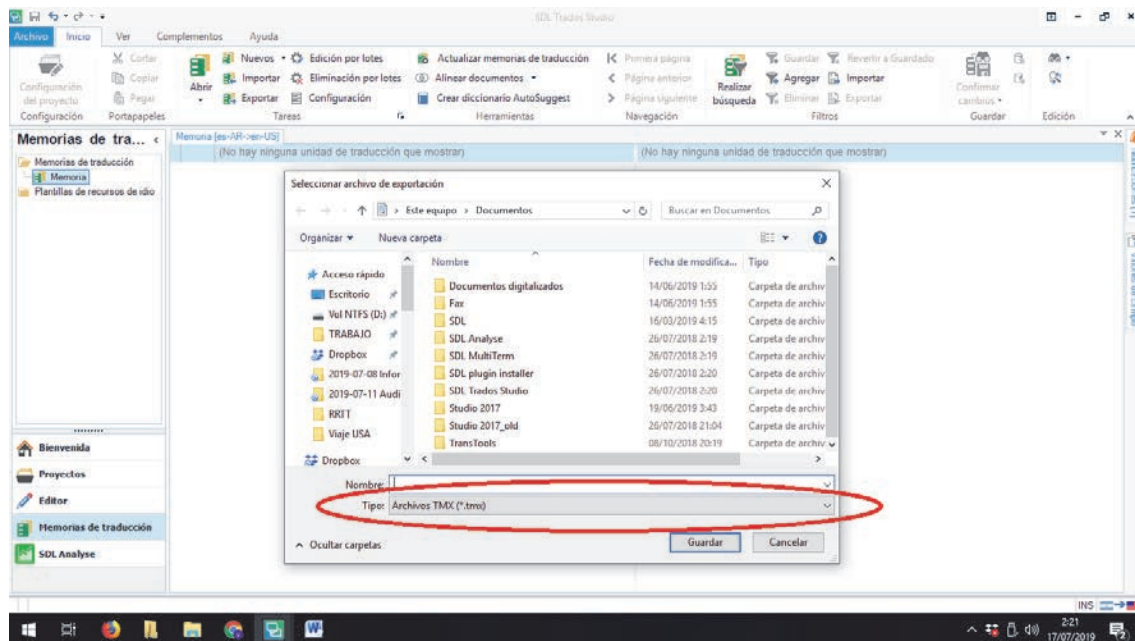 SDL Trados Studio
Archivo Inicio Ver Complementos Ayuda
Cortar Nuevos Edición por lotes Actualizar memorias de traducción Primera página Guardar Revertir a Guardado
Configuración del proyecto Copiar Abrir Importar Eliminación por lotes Alinear documentos Página anterior Realizar búsqueda Agregar Importar Confirmar cambios
Pegar Exportar Configuración Crear diccionario AutoSuggest Página siguiente Eliminar Exportar
Configuración Portapapeles Tareas Herramientas Navegación Filtros Guardar Edición
Memorias de tra...
Memoria [es-AR->en-US]
(No hay ninguna unidad de traducción que mostrar) (No hay ninguna unidad de traducción que mostrar)
Memorias de traducción
Memoria
Plantillas de recursos de idio
Seleccionar archivo de exportación
Este equipo > Documentos Buscar en Documentos
Organizar Nueva carpeta
Nombre Fecha de modifica... Tipo
Acceso rápido
Escritorio
Vol NTFS (D:)
TRABAJO
Dropbox
2019-07-08 Infor
2019-07-11 Audi
RRTT
Viaje USA
Dropbox
Documentos digitalizados 14/06/2019 1:55 Carpeta de archiv
Fax 14/06/2019 1:55 Carpeta de archiv
SDL 16/03/2019 4:15 Carpeta de archiv
SDL Analyse 26/07/2018 2:19 Carpeta de archiv
SDL MultiTerm 26/07/2018 2:19 Carpeta de archiv
SDL plugin installer 26/07/2018 2:20 Carpeta de archiv
SDL Trados Studio 26/07/2018 2:20 Carpeta de archiv
Studio 2017 19/06/2019 3:43 Carpeta de archiv
Studio 2017_old 26/07/2018 21:04 Carpeta de archiv
TransTools 08/10/2018 20:19 Carpeta de archiv
Nombre:
Tipo: Archivos TMX (*.tmx)
Ocultar carpetas Guardar Cancelar
Bienvenida
Proyectos
Editor
Memorias de traducción
SDL Analyse
INS
2:21
17/07/2019